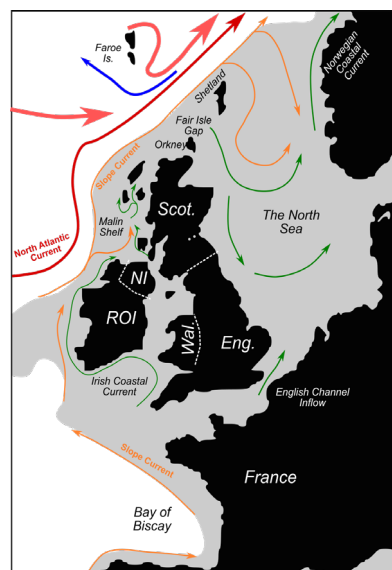 Faroe
Is.
Norwegian
Coastal
Current
Shetland
Fair Isle
Gap
Orkney
Slope Current
Scot.
Malin
Shelf
The North
Sea
North Atlantic
Current
NI
ROI
Wal.
Eng.
Irish Coastal
Current
English Channel
Inflow
Slope Current
France
Bay of
Biscay